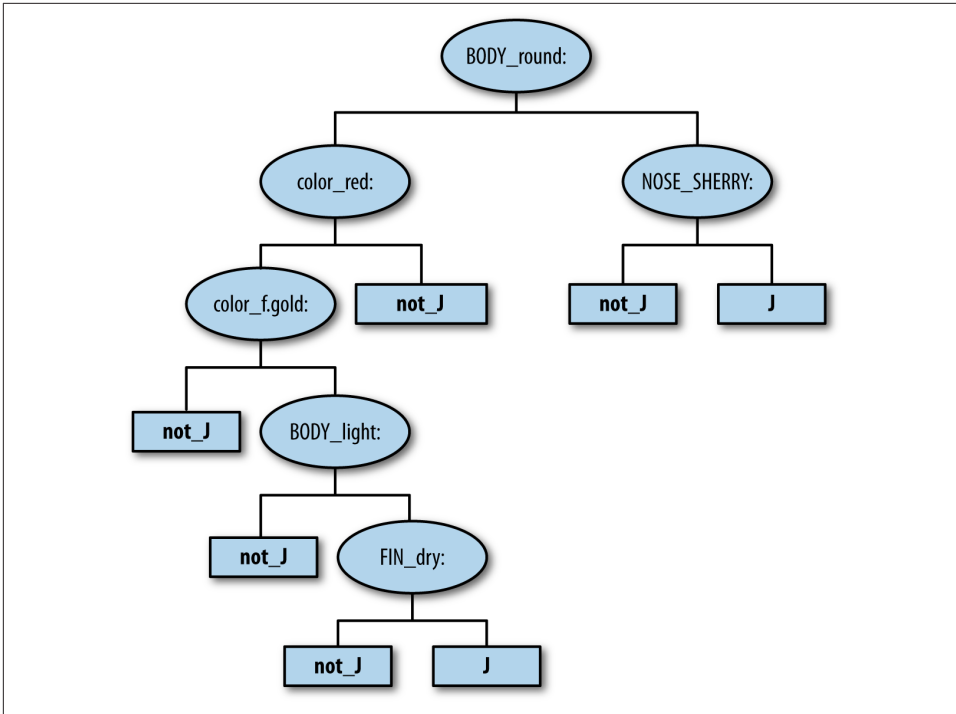 BODY_round:
color_red:
NOSE_SHERRY:
color_f.gold:
not_J
not_J
J
not_J
BODY_light:
not_J
FIN_dry:
not_J
J